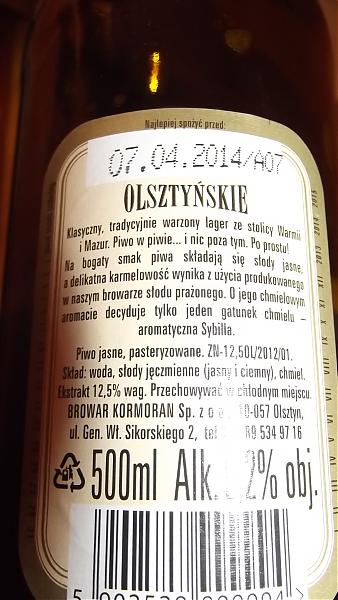 Najlepiej spożyć przed:
07.04.2014/A07
OLSZTYŃSKIE
Klasyczny, tradycyjnie warzony lager ze stolicy Warmii
i Mazur. Piwo w piwie... i nic poza tym. Po prostu!
Na bogaty smak piwa składają się słody jasne,
a delikatna karmelowość wynika z użycia produkowanego
w naszym browarze słodu prażonego. O jego chmielowym
aromacie decyduje tylko jeden gatunek chmielu –
aromatyczna Sybilla.
Piwo jasne, pasteryzowane. ZN-12,50L/2012/01.
Skład: woda, słody jęczmienne (jasny i ciemny), chmiel.
Ekstrakt 12,5% wag. Przechowywać w chłodnym miejscu.
BROWAR KORMORAN Sp. z o 10-057 Olsztyn,
ul. Gen. Wł. Sikorskiego 2, 89 534 97 16
500ml Alk. 2% obj.